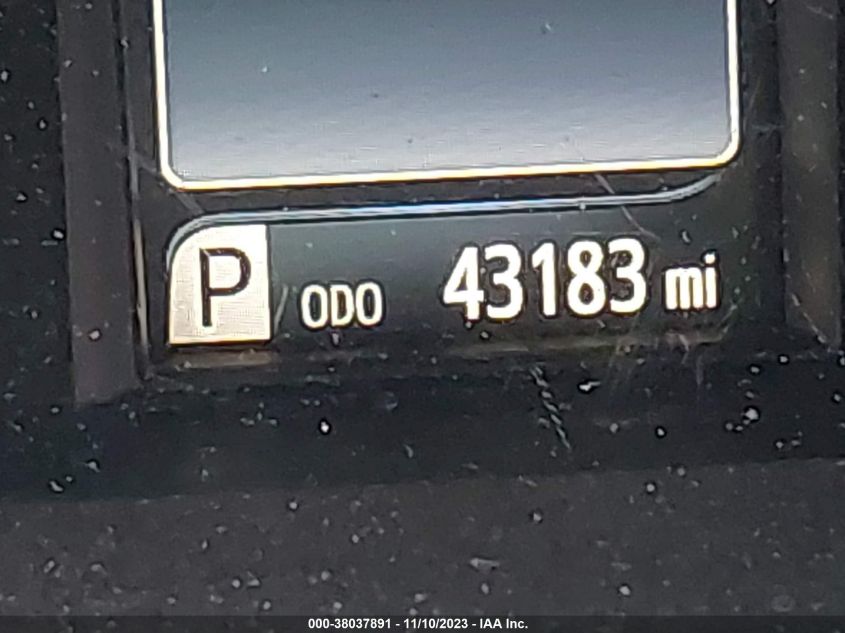 P ODO 43183 mi
000-38037891 - 11/10/2023 - IAA Inc.